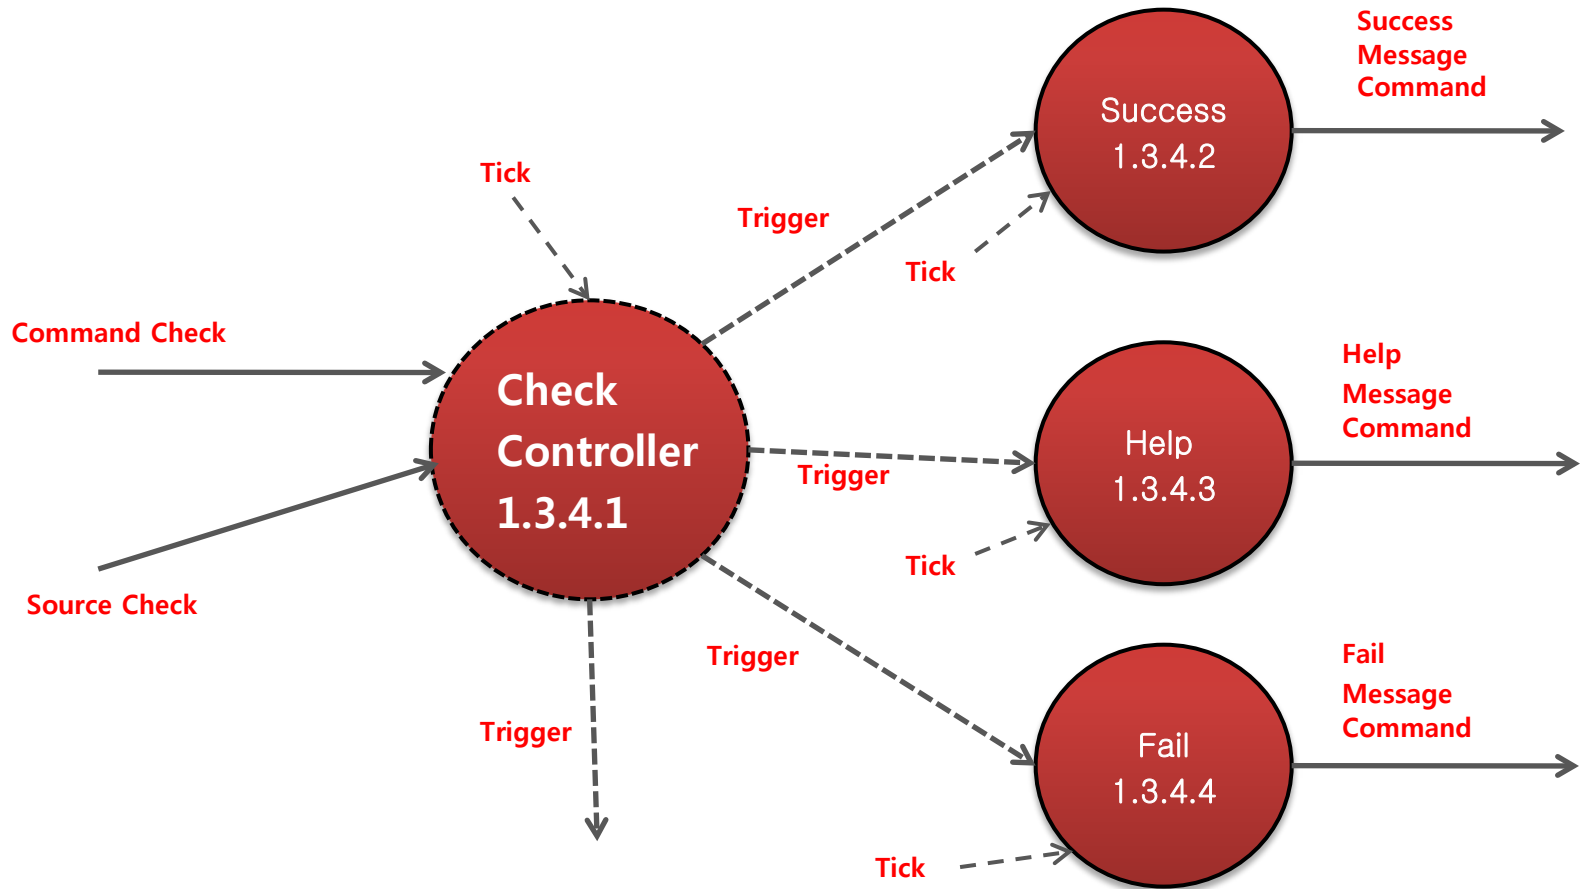 Success
Message
Command
Success
1.3.4.2
Tick
Trigger
Tick
Command Check
Check
Controller
1.3.4.1
Help
Message
Command
Help
1.3.4.3
Trigger
Tick
Source Check
Trigger
Fail
Message
Command
Trigger
Fail
1.3.4.4
Tick